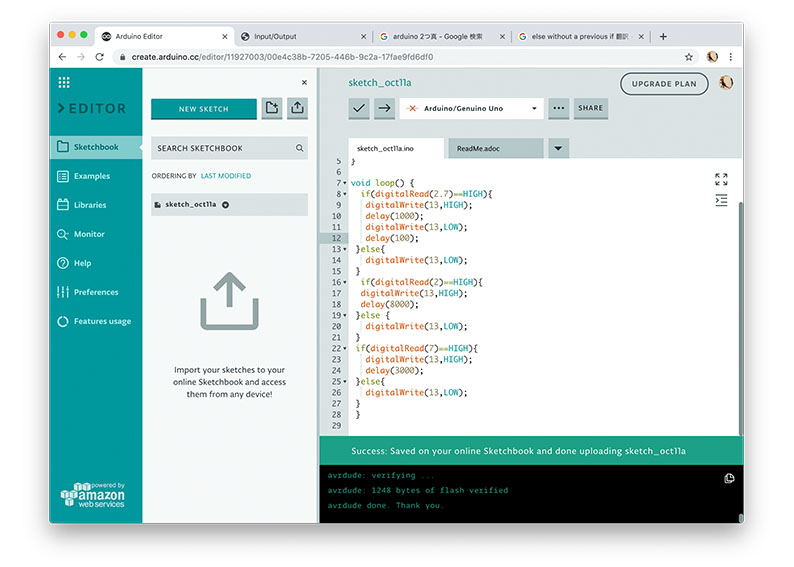 Arduino Editor
Input/Output
arduino 2つ真 - Google 検索
else without a previous if 翻訳
create.arduino.cc/editor/11927003/00e4c38b-7205-446b-9c2a-17fae9fd6df0
EDITOR
Sketchbook
Examples
Libraries
Monitor
Help
Preferences
Features usage
powered by
amazon
web services
NEW SKETCH
SEARCH SKETCHBOOK
ORDERING BY LAST MODIFIED
sketch_oct11a
Import your sketches to your
online Sketchbook and access
them from any device!
sketch_oct11a
UPGRADE PLAN
Arduino/Genuino Uno
SHARE
sketch_oct11a.ino
ReadMe.adoc
5 }
6
7 void loop() {
8 if(digitalRead(2.7)==HIGH){
9 digitalWrite(13,HIGH);
10 delay(1000);
11 digitalWrite(13,LOW);
12 delay(100);
13 }else{
14 digitalWrite(13,LOW);
15 }
16 if(digitalRead(2)==HIGH){
17 digitalWrite(13,HIGH);
18 delay(8000);
19 }else {
20 digitalWrite(13,LOW);
21 }
22 if(digitalRead(7)==HIGH){
23 digitalWrite(13,HIGH);
24 delay(3000);
25 }else{
26 digitalWrite(13,LOW);
27 }
28 }
29
Success: Saved on your online Sketchbook and done uploading sketch_oct11a
avrdude: verifying ...
avrdude: 1248 bytes of flash verified
avrdude done. Thank you.